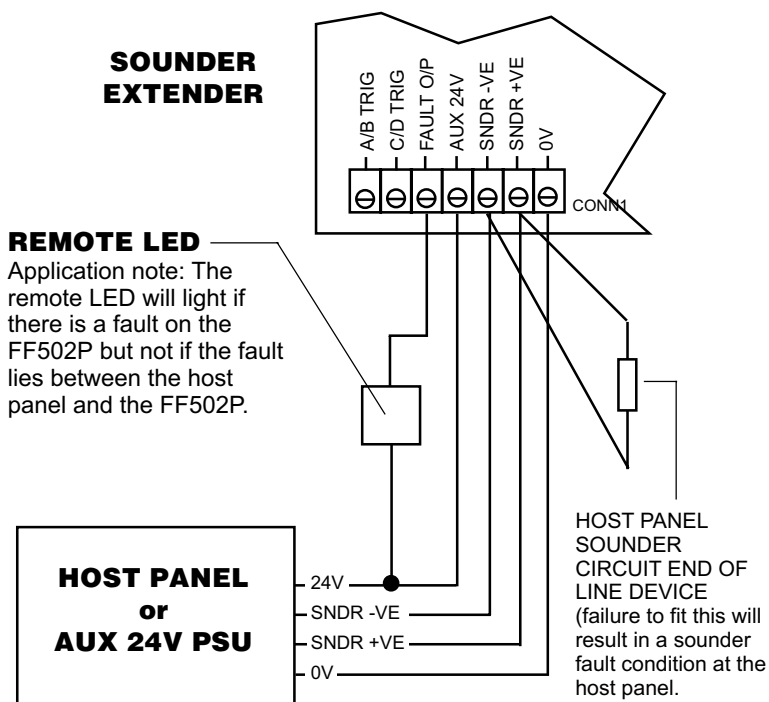 SOUNDER
EXTENDER
A/B TRIG
C/D TRIG
FAULT O/P
AUX 24V
SNDR -VE
SNDR +VE
0V
CONN1
REMOTE LED
Application note: The
remote LED will light if
there is a fault on the
FF502P but not if the fault
lies between the host
panel and the FF502P.
HOST PANEL
or
AUX 24V PSU
24V
SNDR -VE
SNDR +VE
0V
HOST PANEL
SOUNDER
CIRCUIT END OF
LINE DEVICE
(failure to fit this will
result in a sounder
fault condition at the
host panel.